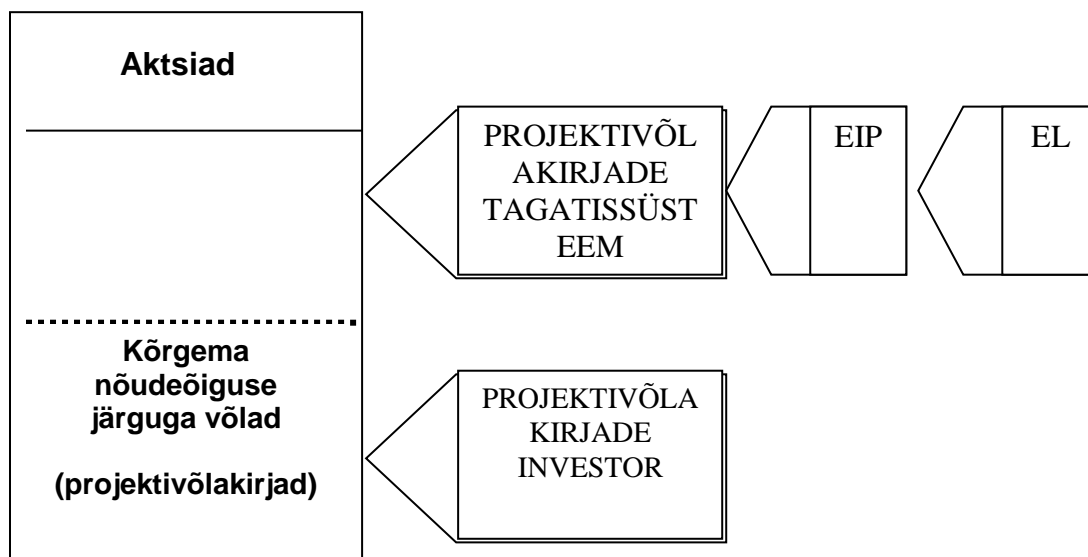 Aktsiad
PROJEKTIVÕL
AKIRJADE
TAGATISSÜST
EEM
EIP
EL
Kõrgema
nõudeõiguse
järguga võlad
(projektivõlakirjad)
PROJEKTIVÕLA
KIRJADE
INVESTOR